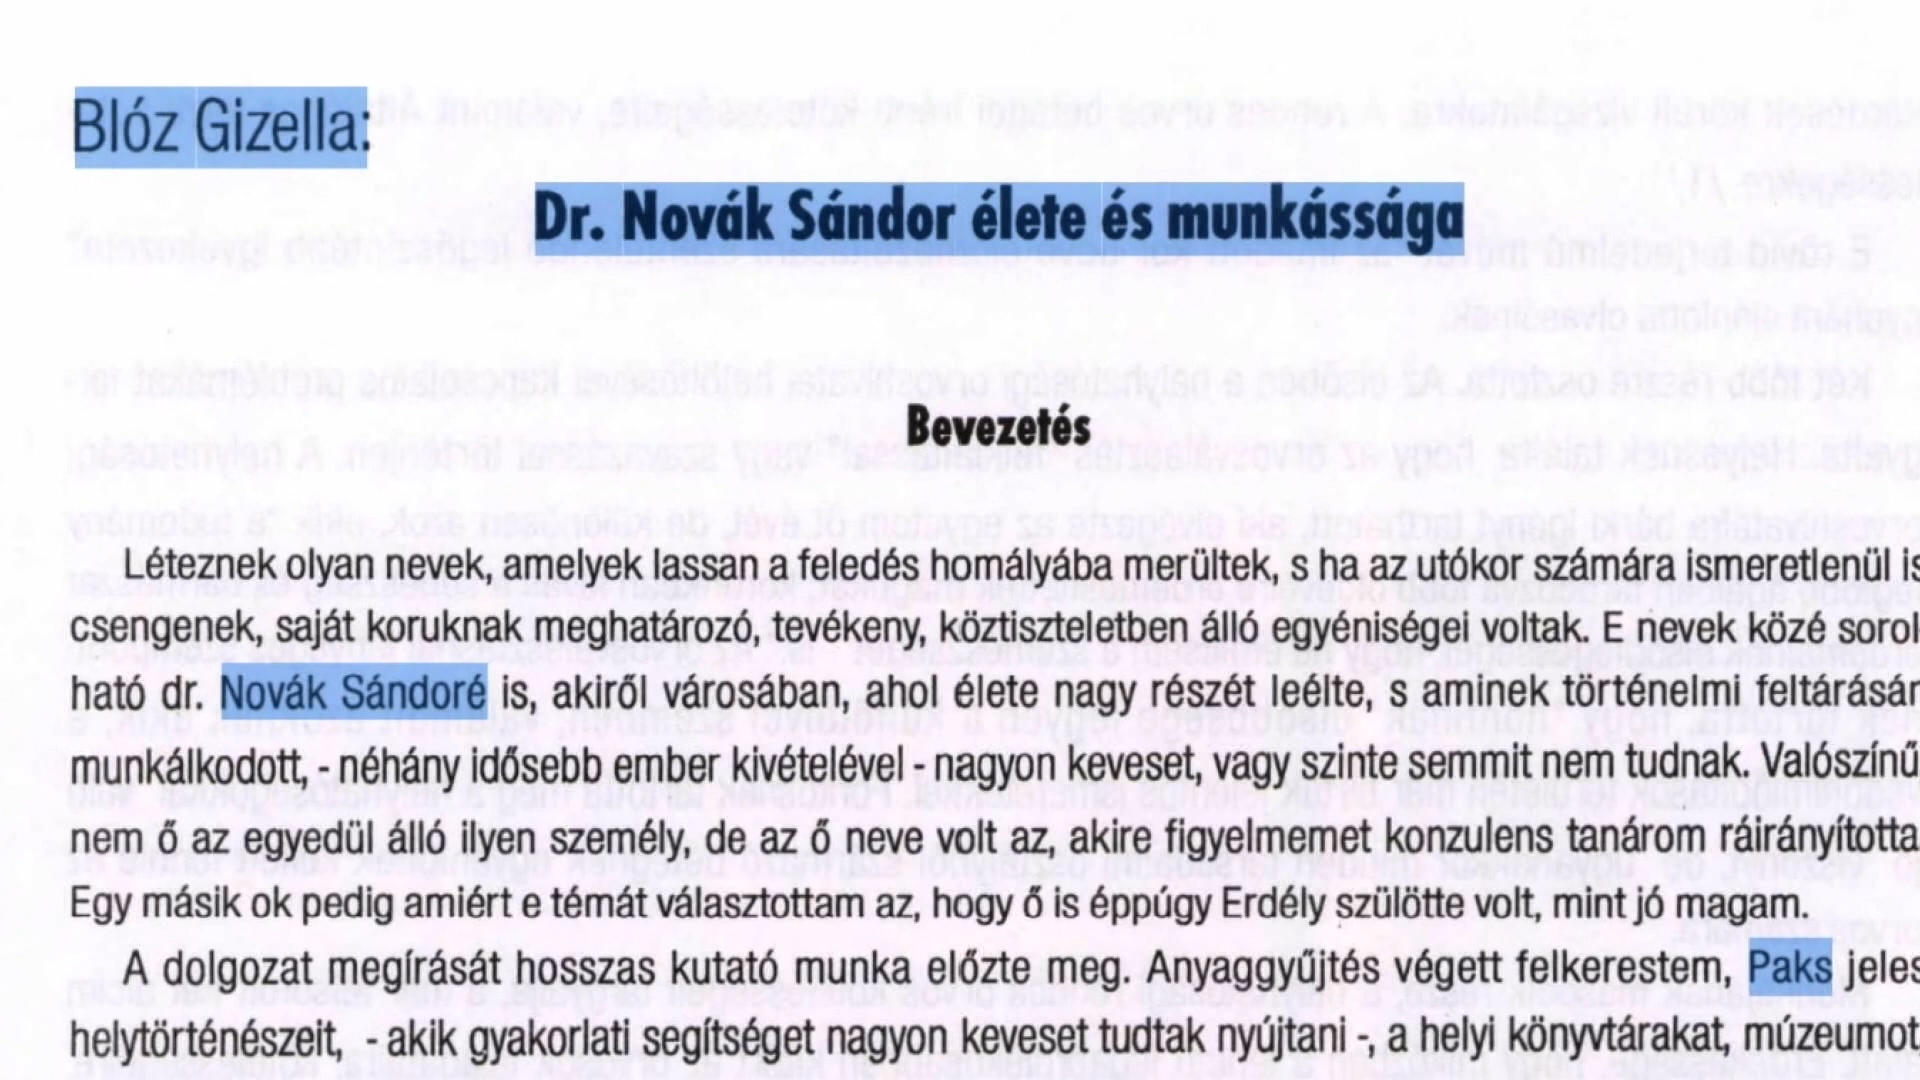 Blóz Gizella:
Dr. Novák Sándor élete és munkássága
Bevezetés
Léteznek olyan nevek, amelyek lassan a feledés homályába merültek, s ha az utókor számára ismeretlenül is
csengenek, saját koruknak meghatározó, tevékeny, köztiszteletben álló egyéniségei voltak. E nevek közé sorol-
ható dr. Novák Sándoré is, akiről városában, ahol élete nagy részét leélte, s aminek történelmi feltárásán
munkálkodott, - néhány idősebb ember kivételével - nagyon keveset, vagy szinte semmit nem tudnak. Valószínű
nem ő az egyedül álló ilyen személy, de az ő neve volt az, akire figyelmemet konzulens tanárom ráirányította.
Egy másik ok pedig amiért e témát választottam az, hogy ő is éppúgy Erdély szülötte volt, mint jó magam.
A dolgozat megírását hosszas kutató munka előzte meg. Anyaggyűjtés végett felkerestem, Paks jeles
helytörténészeit, - akik gyakorlati segítséget nagyon keveset tudtak nyújtani -, a helyi könyvtárakat, múzeumot